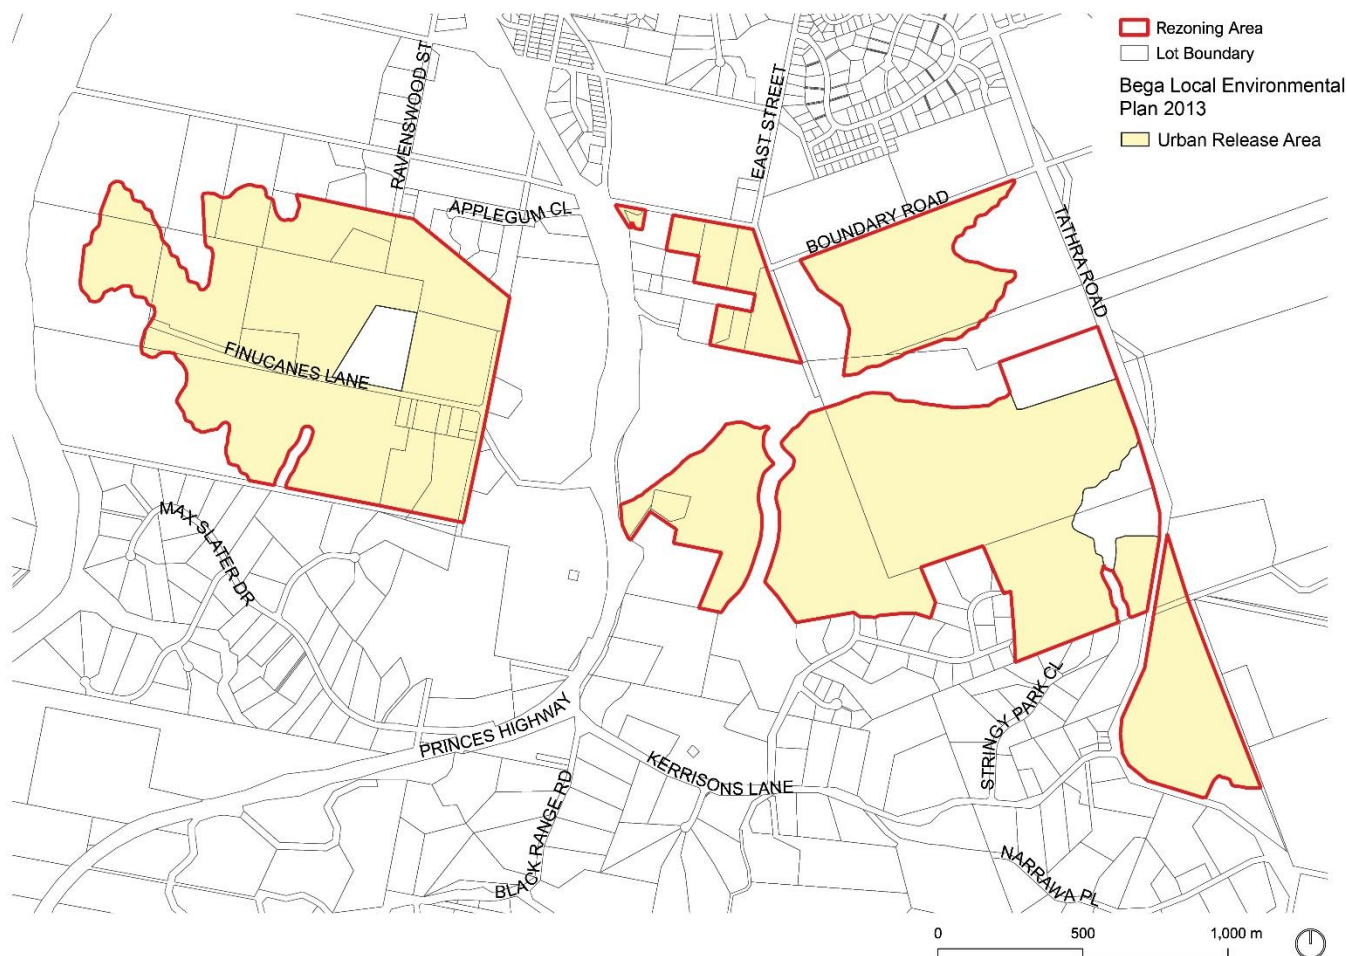 Rezoning Area
Lot Boundary
Bega Local Environmental
Plan 2013
Urban Release Area
RAVENSWOOD ST
EAST STREET
APPLEGUM CL
BOUNDARY ROAD
TATHRA ROAD
FINUCANES LANE
MAX SLATER DR
PRINCES HIGHWAY
STRINGY PARK CL
KERRISONS LANE
BLACK RANGE RD
NARRAWA PL
0 500 1,000 m